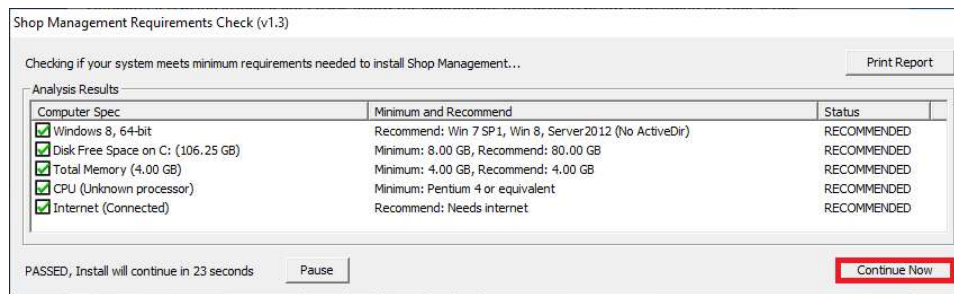 Shop Management Requirements Check (v1.3)
Checking if your system meets minimum requirements needed to install Shop Management...
Print Report
Analysis Results
Computer Spec Minimum and Recommend Status
Windows 8, 64-bit Recommend: Win 7 SP1, Win 8, Server2012 (No ActiveDir) RECOMMENDED
Disk Free Space on C: (106.25 GB) Minimum: 8.00 GB, Recommend: 80.00 GB RECOMMENDED
Total Memory (4.00 GB) Minimum: 4.00 GB, Recommend: 4.00 GB RECOMMENDED
CPU (Unknown processor) Minimum: Pentium 4 or equivalent RECOMMENDED
Internet (Connected) Recommend: Needs internet RECOMMENDED
PASSED, Install will continue in 23 seconds Pause Continue Now